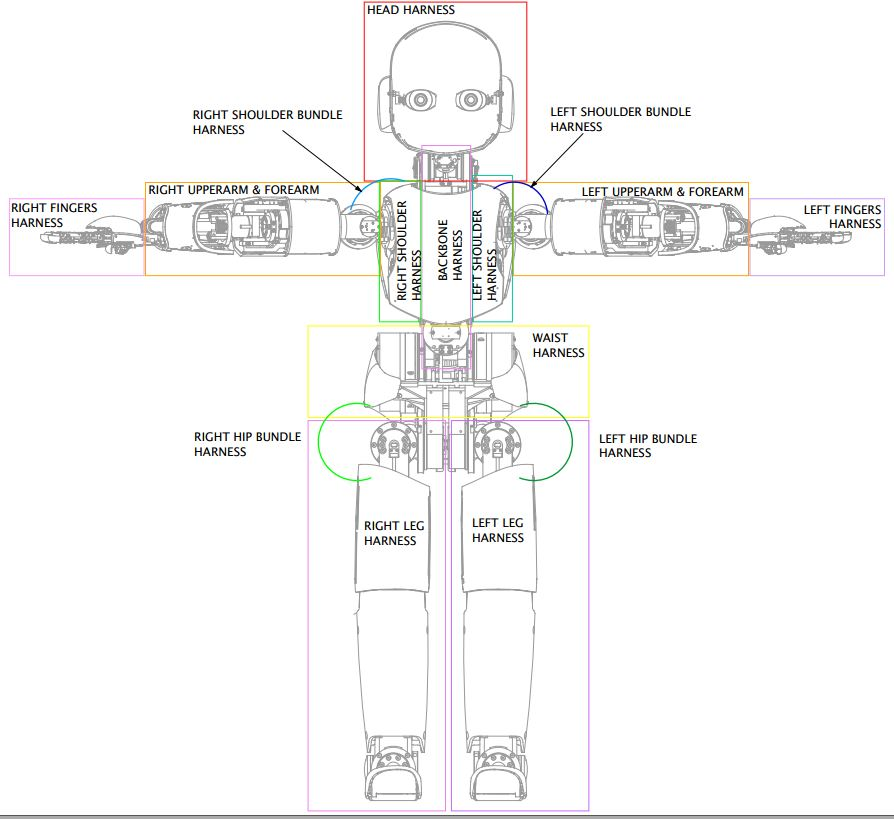 HEAD HARNESS
RIGHT SHOULDER BUNDLE
HARNESS
LEFT SHOULDER BUNDLE
HARNESS
RIGHT UPPERARM & FOREARM
LEFT UPPERARM & FOREARM
RIGHT FINGERS
HARNESS
LEFT FINGERS
HARNESS
RIGHT SHOULDER
HARNESS
BACKBONE
HARNESS
LEFT SHOULDER
HARNESS
WAIST
HARNESS
RIGHT HIP BUNDLE
HARNESS
LEFT HIP BUNDLE
HARNESS
RIGHT LEG
HARNESS
LEFT LEG
HARNESS